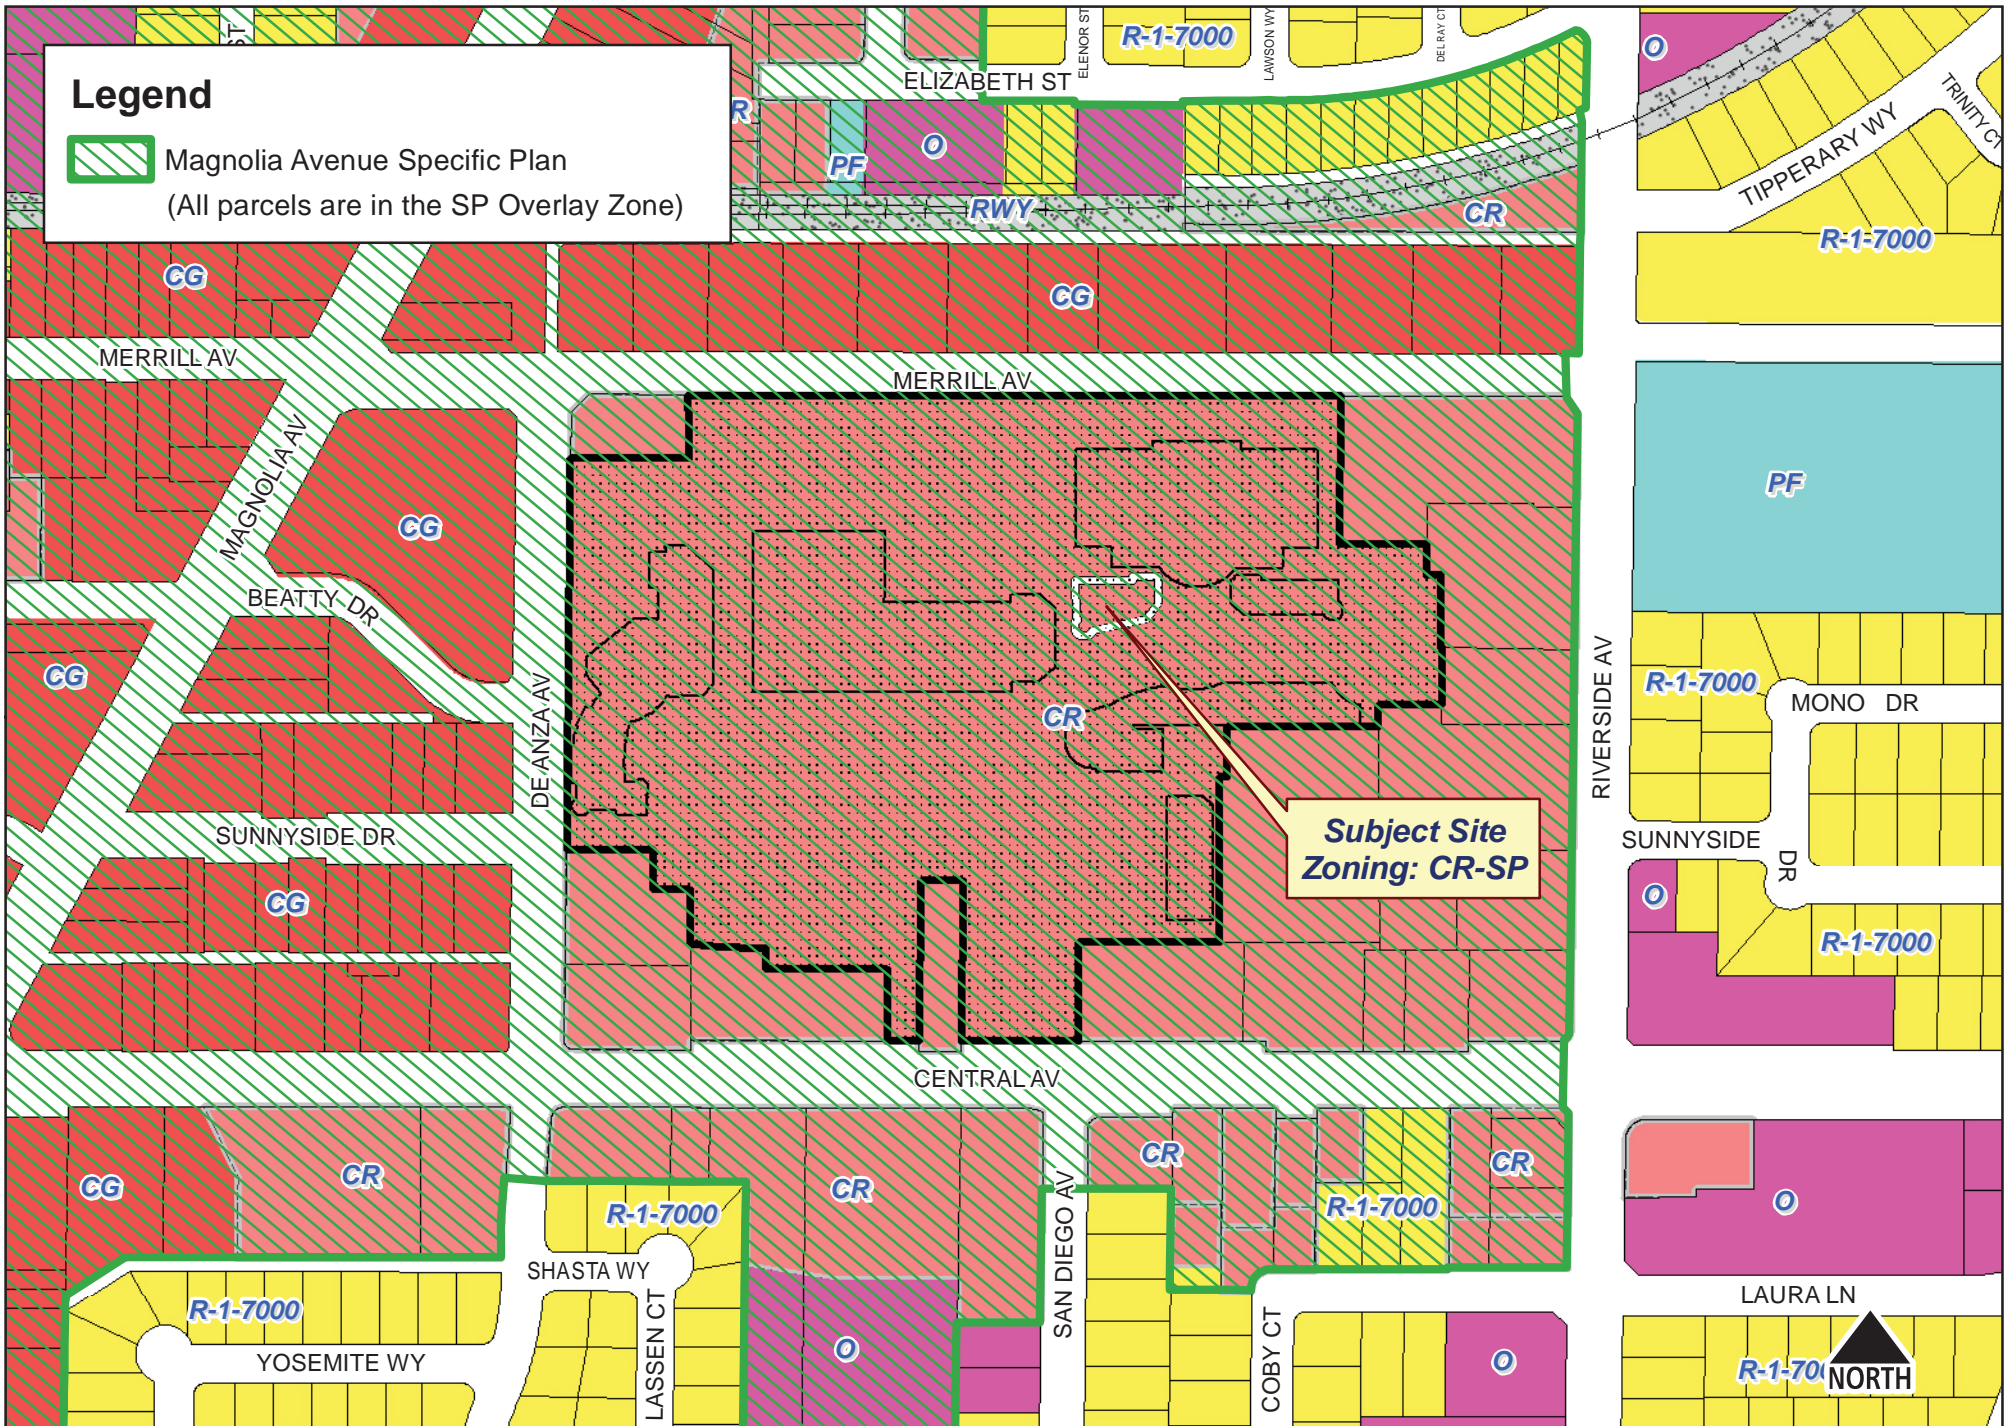 ST
ELENOR ST
R-1-7000
LAWSON WY
DELRAY CT
O
Legend
Magnolia Avenue Specific Plan
(All parcels are in the SP Overlay Zone)
ELIZABETH ST
R
PF
O
TRINITY CT
TIPPERARY WY
RWY
CR
R-1-7000
CG
CG
MERRILL AV
MERRILL AV
MAGNOLIA AV
CG
PF
BEATTY DR
CG
DE ANZA AV
CR
RIVERSIDE AV
R-1-7000
MONO DR
SUNNYSIDE DR
Subject Site
Zoning: CR-SP
SUNNYSIDE DR
CG
O
R-1-7000
CENTRAL AV
CG
CR
CR
CR
CR
R-1-7000
R-1-7000
O
SAN DIEGO AV
SHASTA WY
LASSEN CT
R-1-7000
YOSEMITE WY
O
COBY CT
O
LAURA LN
R-1-700
NORTH